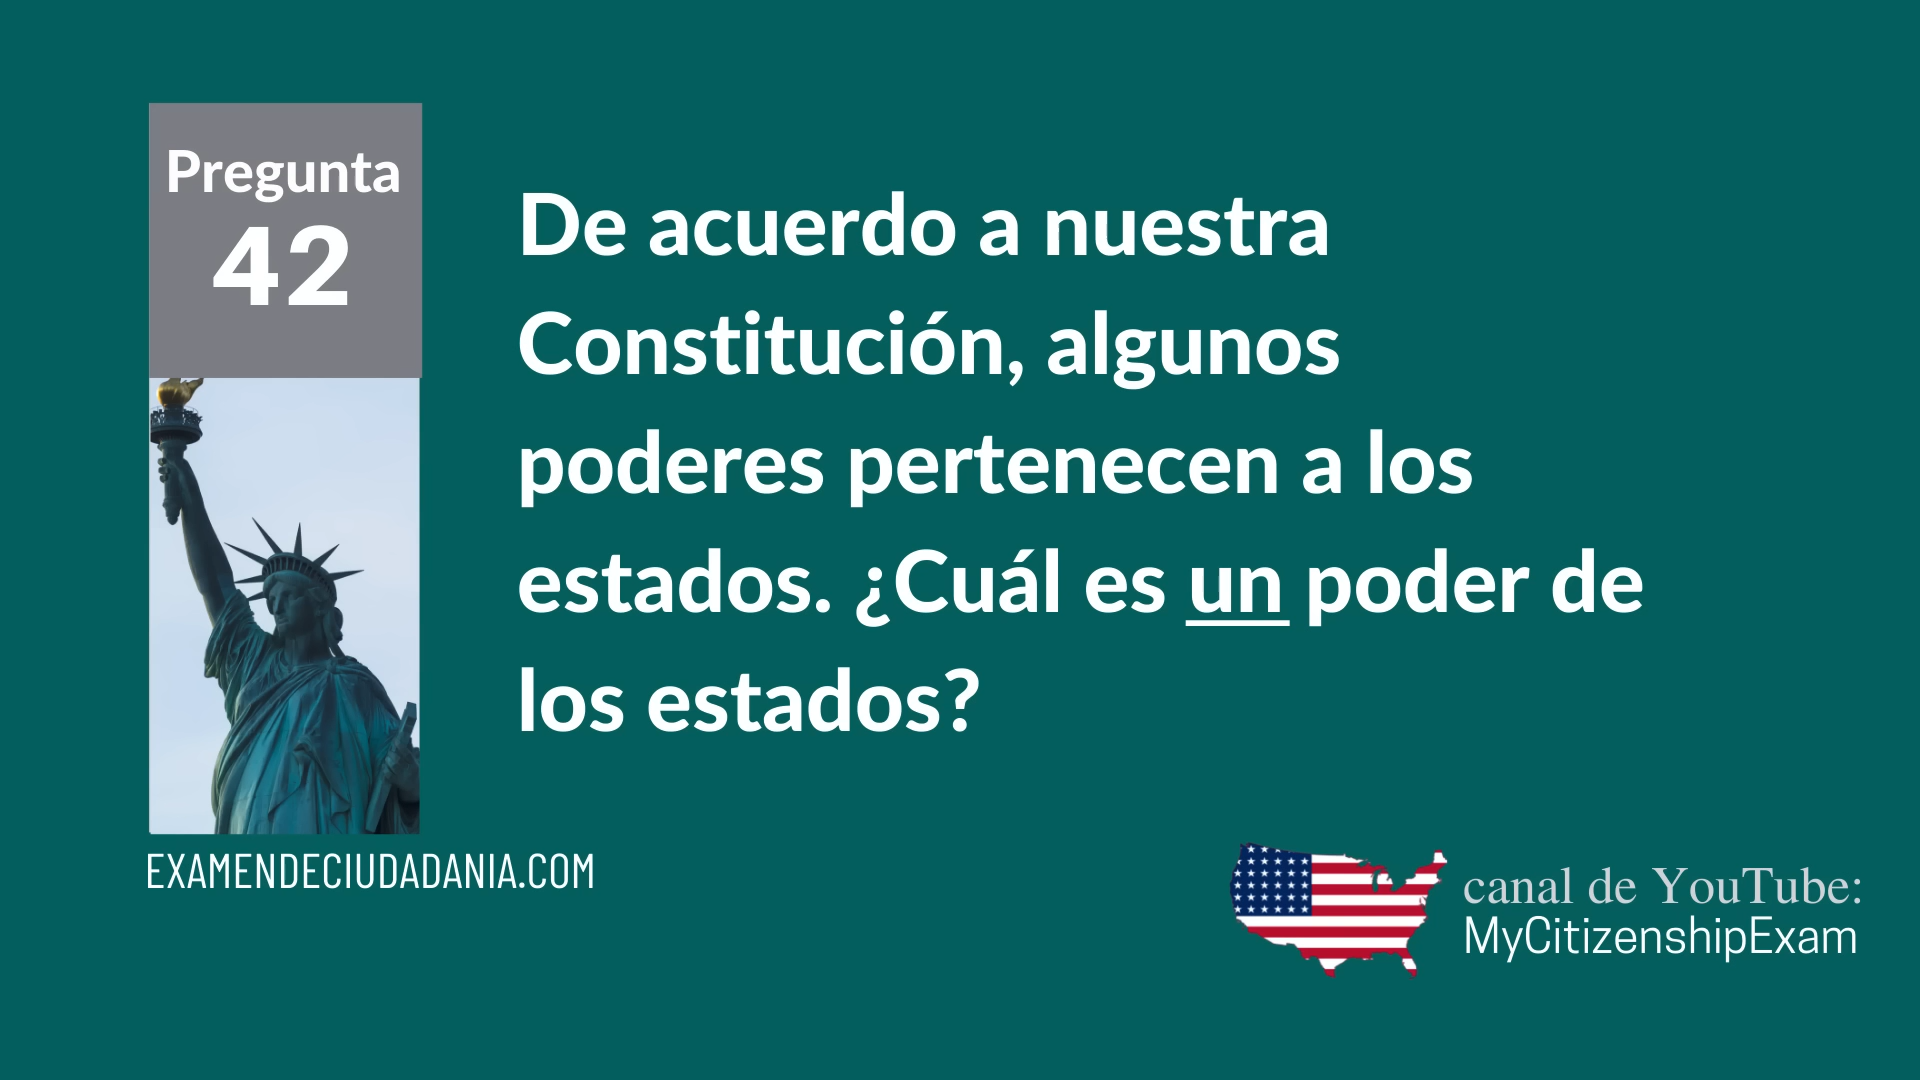 Pregunta
42
De acuerdo a nuestra
Constitución, algunos
poderes pertenecen a los
estados. ¿Cuál es un poder de
los estados?
EXAMENDECIUDADANIA.COM
canal de YouTube:
MyCitizenshipExam